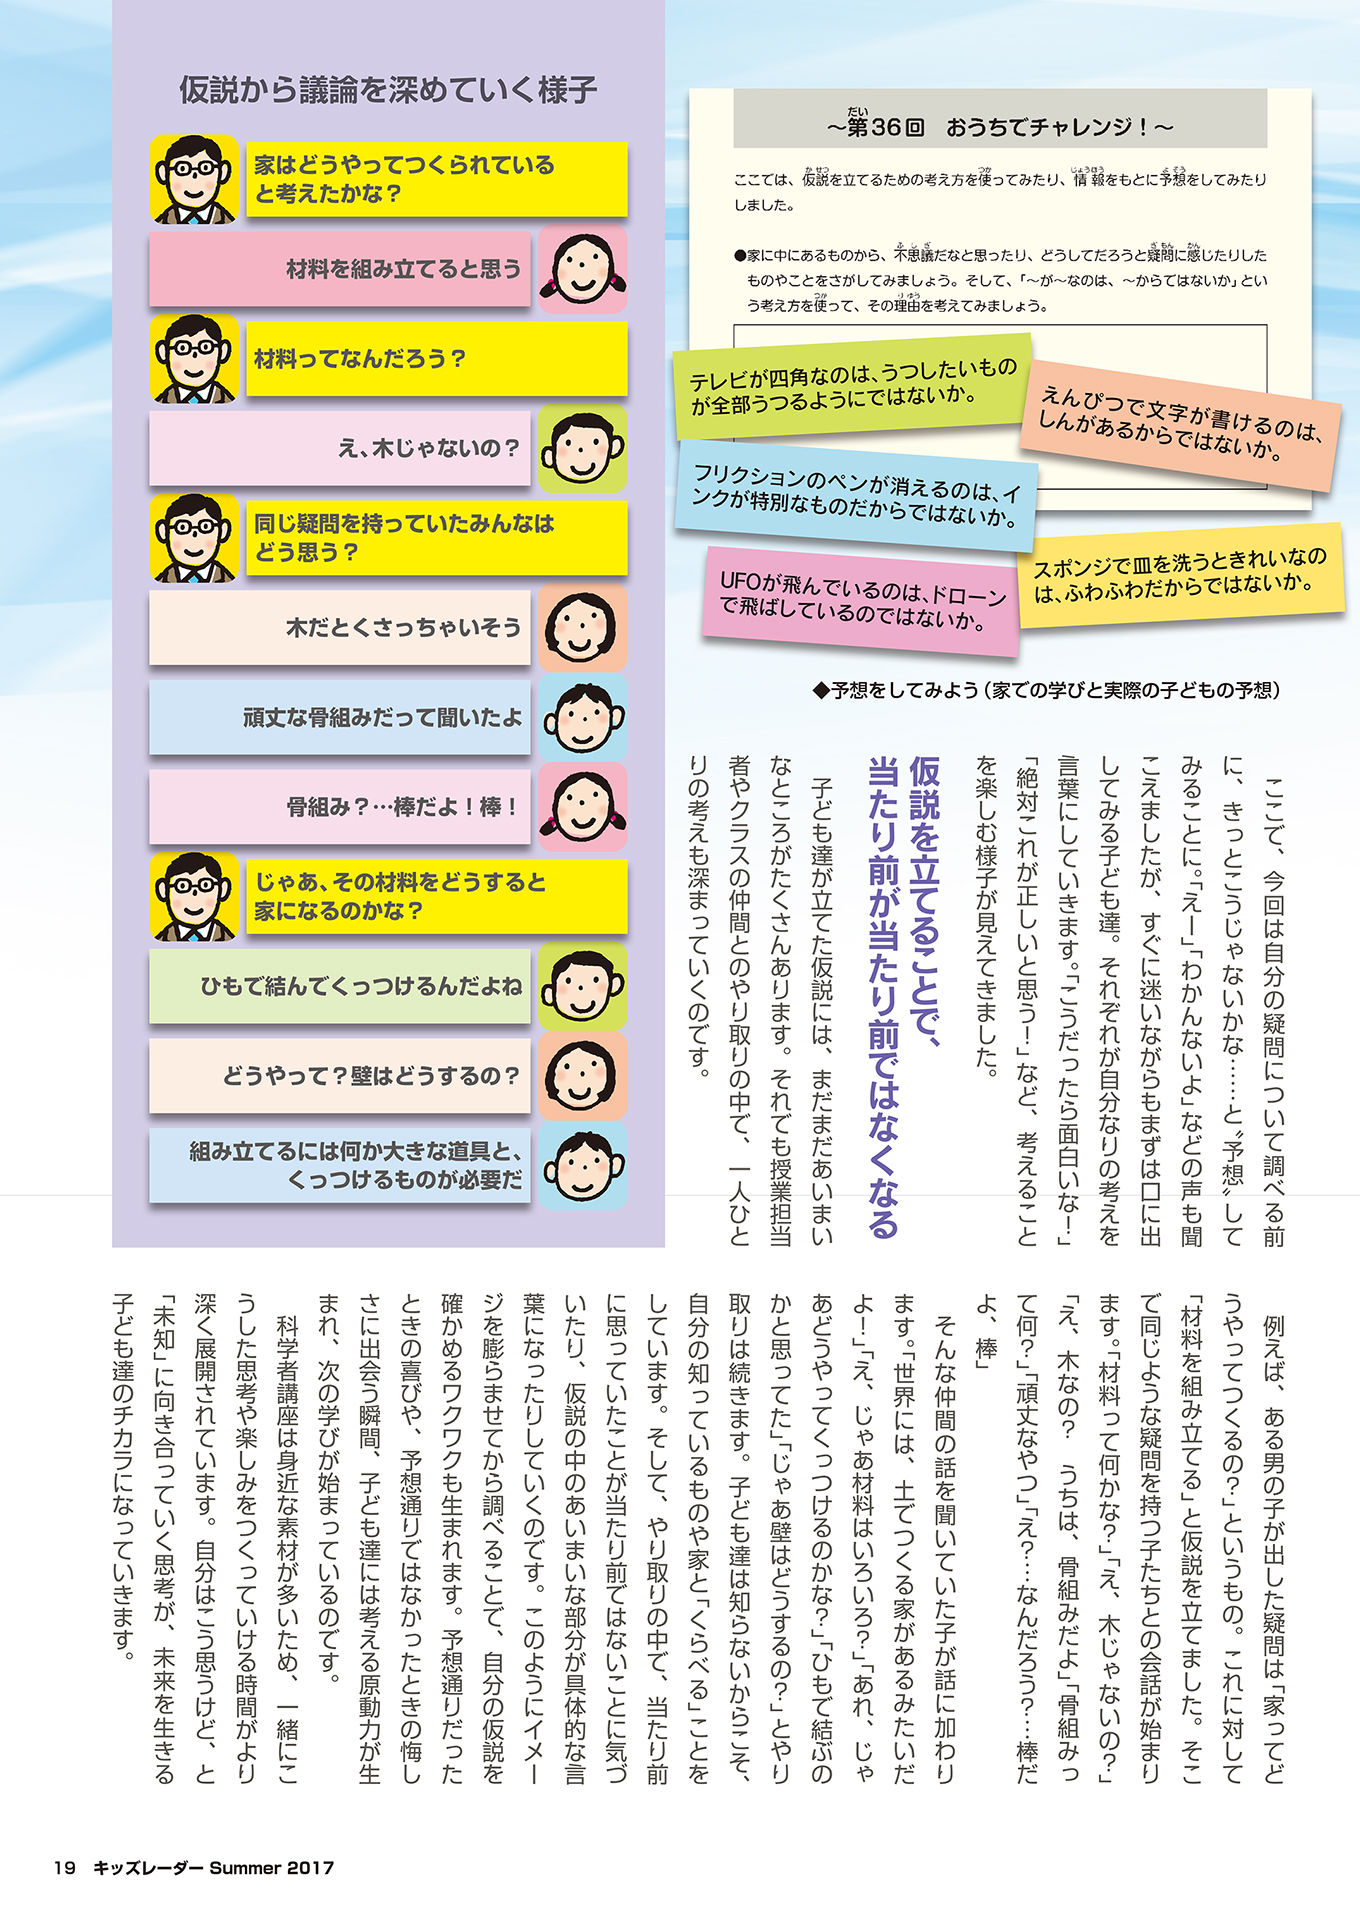 仮説から議論を深めていく様子
家はどうやってつくられている
と考えたかな？
材料を組み立てると思う
材料ってなんだろう？
え、木じゃないの？
同じ疑問を持っていたみんなは
どう思う？
木だとくさっちゃいそう
頑丈な骨組みだって聞いたよ
骨組み？…棒だよ！棒！
じゃあ、その材料をどうすると
家になるのかな？
ひもで結んでくっつけるんだよね
どうやって？壁はどうするの？
組み立てるには何か大きな道具と、
くっつけるものが必要だ
～第36回　おうちでチャレンジ！～
ここでは、仮説を立てるための考え方を使ってみたり、情報をもとに予想をしてみたり
しました。
●家に中にあるものから、不思議だなと思ったり、どうしてだろうと疑問に感じたりした
ものやことをさがしてみましょう。そして、「～が～なのは、～からではないか」とい
う考え方を使って、その理由を考えてみましょう。
テレビが四角なのは、うつしたいもの
が全部うつるようにではないか。
えんぴつで文字が書けるのは、
しんがあるからではないか。
フリクションのペンが消えるのは、イ
ンクが特別なものだからではないか。
UFOが飛んでいるのは、ドローン
で飛ばしているのではないか。
スポンジで皿を洗うときれいなの
は、ふわふわだからではないか。
◆予想をしてみよう（家での学びと実際の子どもの予想）
ここで、今回は自分の疑問について調べる前
に、きっとこうじゃないかな……と〝予想〟して
みることに。「えー」「わかんないよ」などの声も聞
こえましたが、すぐに迷いながらもまずは口に出
してみる子ども達。それぞれが自分なりの考えを
言葉にしていきます。「こうだったら面白いな！」
「絶対これが正しいと思う！」など、考えること
を楽しむ様子が見えてきました。
仮説を立てることで、
当たり前が当たり前ではなくなる
子ども達が立てた仮説には、まだまだあいまい
なところがたくさんあります。それでも授業担当
者やクラスの仲間とのやり取りの中で、一人ひと
りの考えも深まっていくのです。
例えば、ある男の子が出した疑問は「家ってど
うやってつくるの？」というもの。これに対して
「材料を組み立てる」と仮説を立てました。そこ
で同じような疑問を持つ子たちとの会話が始まり
ます。「材料って何かな？」「え、木じゃないの？」
「え、木なの？　うちは、骨組みだよ」「骨組みっ
て何？」「頑丈なやつ」「え？……なんだろう？…棒だ
よ、棒」
そんな仲間の話を聞いていた子が話に加わり
ます。「世界には、土でつくる家があるみたいだ
よ！」「え、じゃあ材料はいろいろ？」「あれ、じゃ
あどうやってくっつけるのかな？」「ひもで結ぶの
かと思ってた」「じゃあ壁はどうするの？」とやり
取りは続きます。子ども達は知らないからこそ、
自分の知っているものや家と「くらべる」ことを
しています。そして、やり取りの中で、当たり前
に思っていたことが当たり前ではないことに気づ
いたり、仮説の中のあいまいな部分が具体的な言
葉になったりしていくのです。このようにイメー
ジを膨らませてから調べることで、自分の仮説を
確かめるワクワクも生まれます。予想通りだった
ときの喜びや、予想通りではなかったときの悔し
さに出会う瞬間、子ども達には考える原動力が生
まれ、次の学びが始まっているのです。
科学者講座は身近な素材が多いため、一緒にこ
うした思考や楽しみをつくっていける時間がより
深く展開されています。自分はこう思うけど、と
「未知」に向き合っていく思考が、未来を生きる
子ども達のチカラになっていきます。
19　キッズレーダー Summer 2017